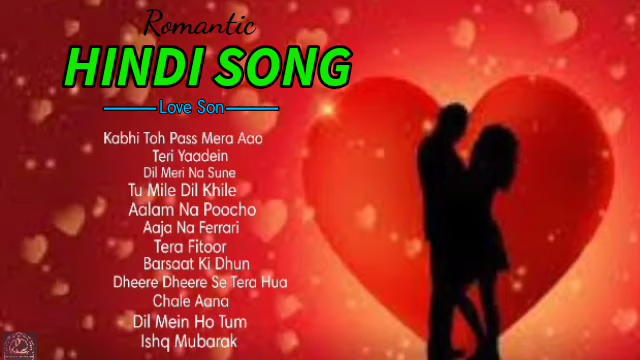 Romantic
HINDI SONG
Love Son
Kabhi Toh Pass Mera Aao
Teri Yaadein
Dil Meri Na Sune
Tu Mile Dil Khile
Aalam Na Poocho
Aaja Na Ferrari
Tera Fitoor
Barsaat Ki Dhun
Dheere Dheere Se Tera Hua
Chale Aana
Dil Mein Ho Tum
Ishq Mubarak